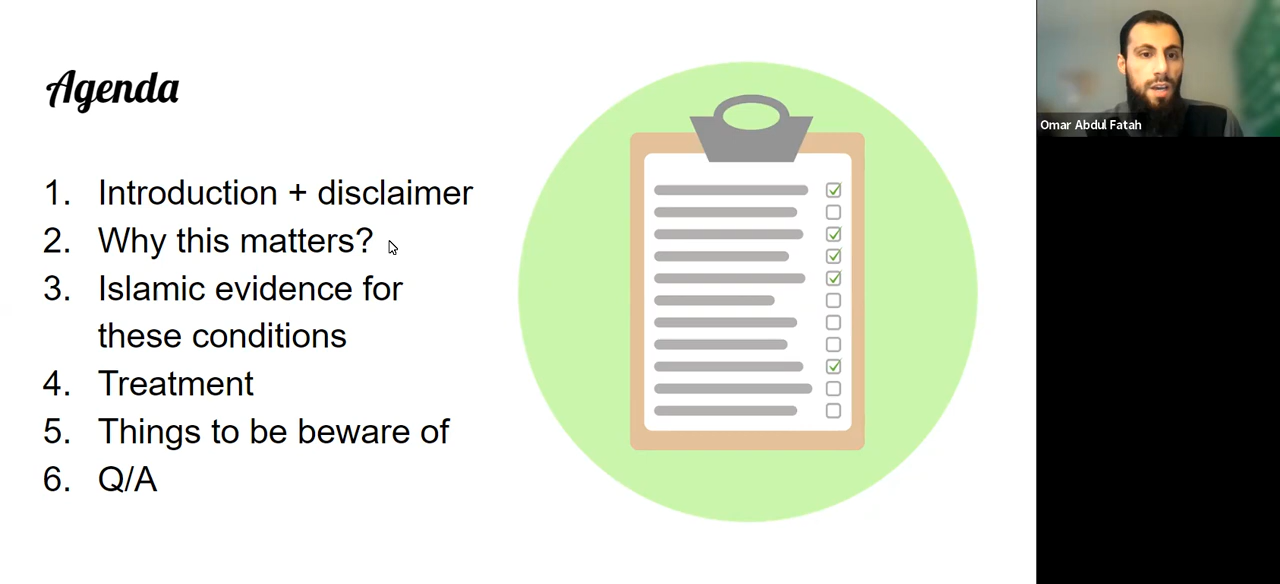 Agenda
1. Introduction + disclaimer
2. Why this matters?
3. Islamic evidence for
these conditions
4. Treatment
5. Things to be beware of
6. Q/A
Omar Abdul Fatah